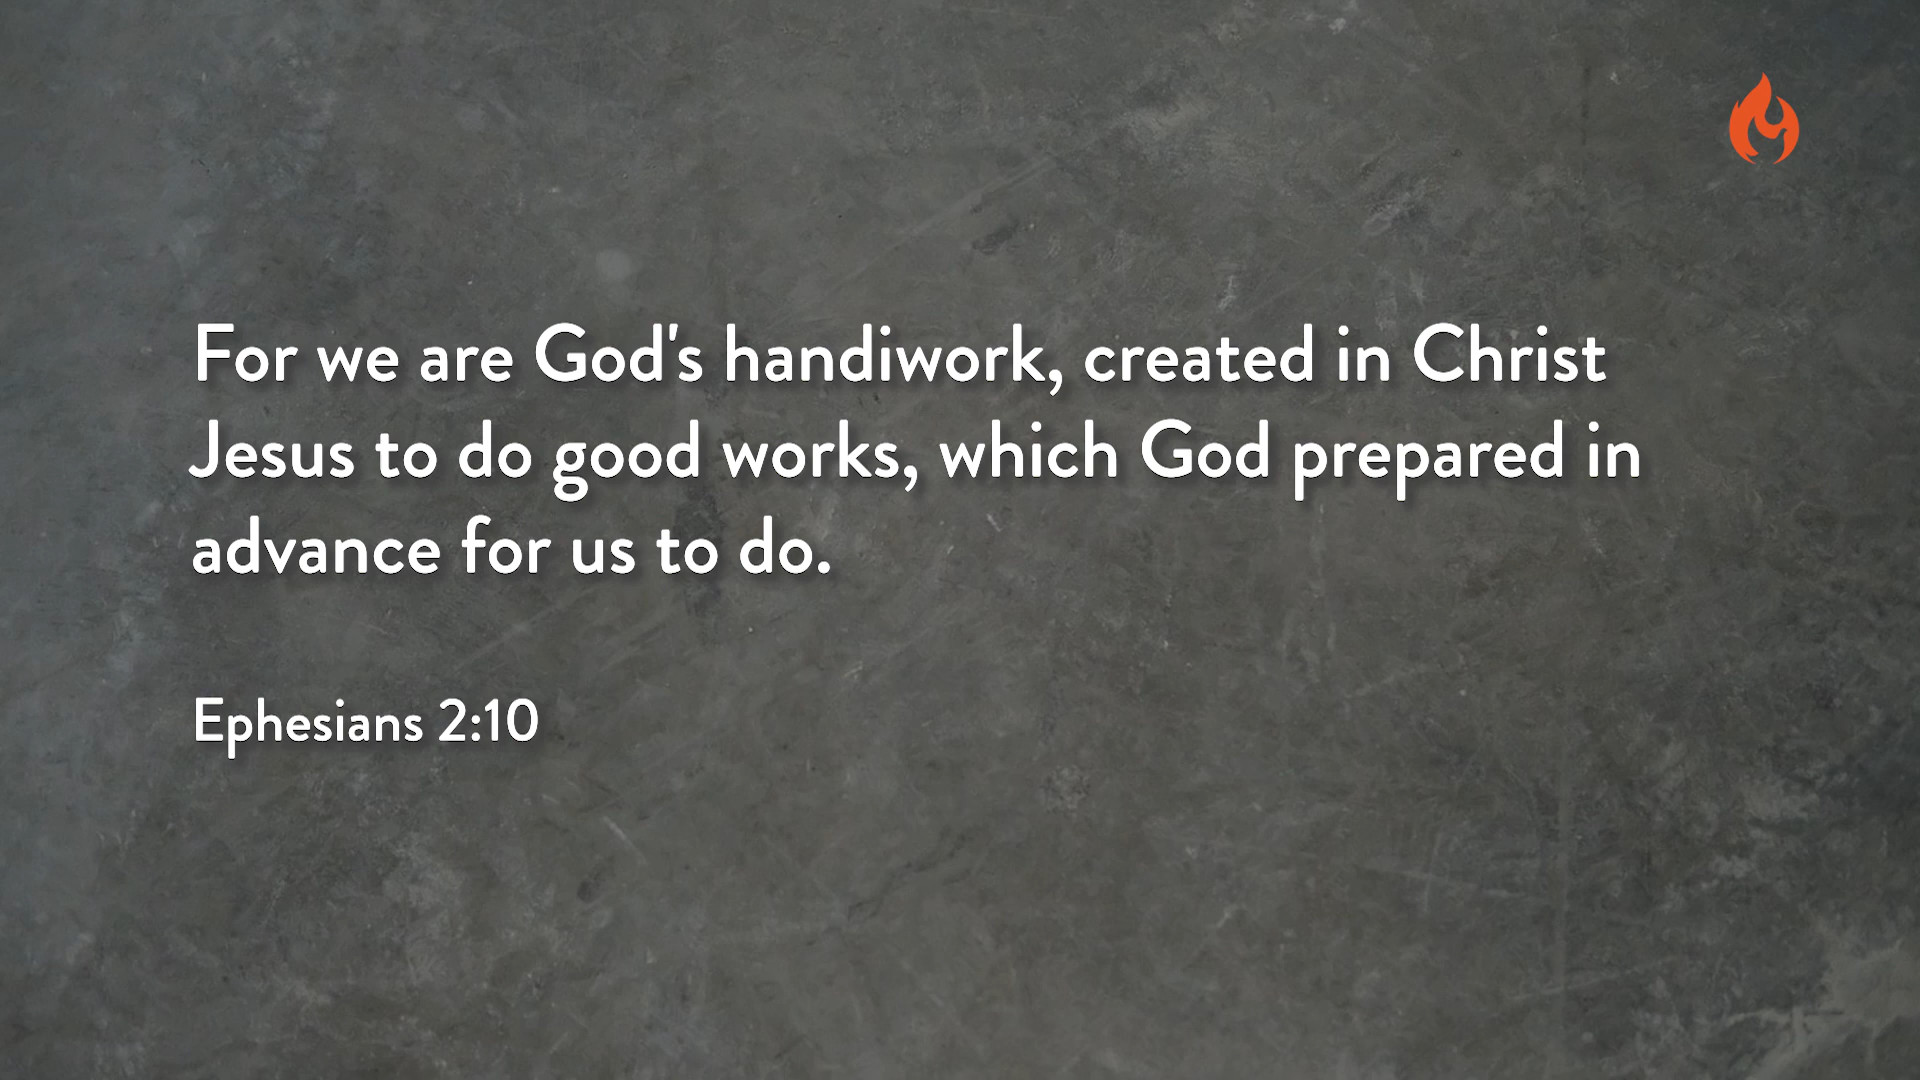 For we are God's handiwork, created in Christ
Jesus to do good works, which God prepared in
advance for us to do.
Ephesians 2:10